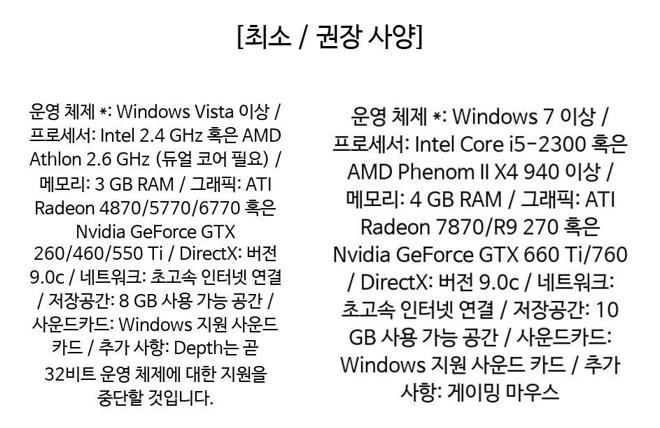 [최소 / 권장 사양]
운영 체제 *: Windows Vista 이상 /
프로세서: Intel 2.4 GHz 혹은 AMD
Athlon 2.6 GHz (듀얼 코어 필요) /
메모리: 3 GB RAM / 그래픽: ATI
Radeon 4870/5770/6770 혹은
Nvidia GeForce GTX
260/460/550 Ti / DirectX: 버전
9.0c / 네트워크: 초고속 인터넷 연결
/ 저장공간: 8 GB 사용 가능 공간 /
사운드카드: Windows 지원 사운드
카드 / 추가 사항: Depth는 곧
32비트 운영 체제에 대한 지원을
중단할 것입니다.
운영 체제 *: Windows 7 이상 /
프로세서: Intel Core i5-2300 혹은
AMD Phenom II X4 940 이상 /
메모리: 4 GB RAM / 그래픽: ATI
Radeon 7870/R9 270 혹은
Nvidia GeForce GTX 660 Ti/760
/ DirectX: 버전 9.0c / 네트워크:
초고속 인터넷 연결 / 저장공간: 10
GB 사용 가능 공간 / 사운드카드:
Windows 지원 사운드 카드 / 추가
사항: 게이밍 마우스